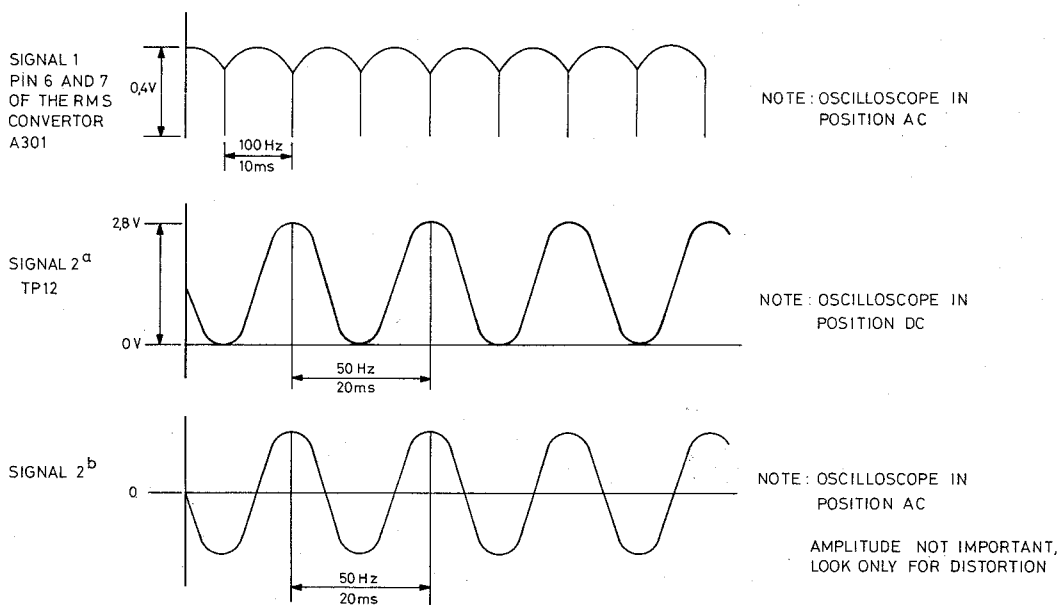 SIGNAL 1
PIN 6 AND 7
OF THE RMS
CONVERTOR
A301
0,4V
100 Hz
10ms
NOTE: OSCILLOSCOPE IN
POSITION AC
2,8 V
SIGNAL 2a
TP12
0V
50 Hz
20ms
NOTE: OSCILLOSCOPE IN
POSITION DC
SIGNAL 2b
0
50 Hz
20ms
NOTE: OSCILLOSCOPE IN
POSITION AC
AMPLITUDE NOT IMPORTANT,
LOOK ONLY FOR DISTORTION